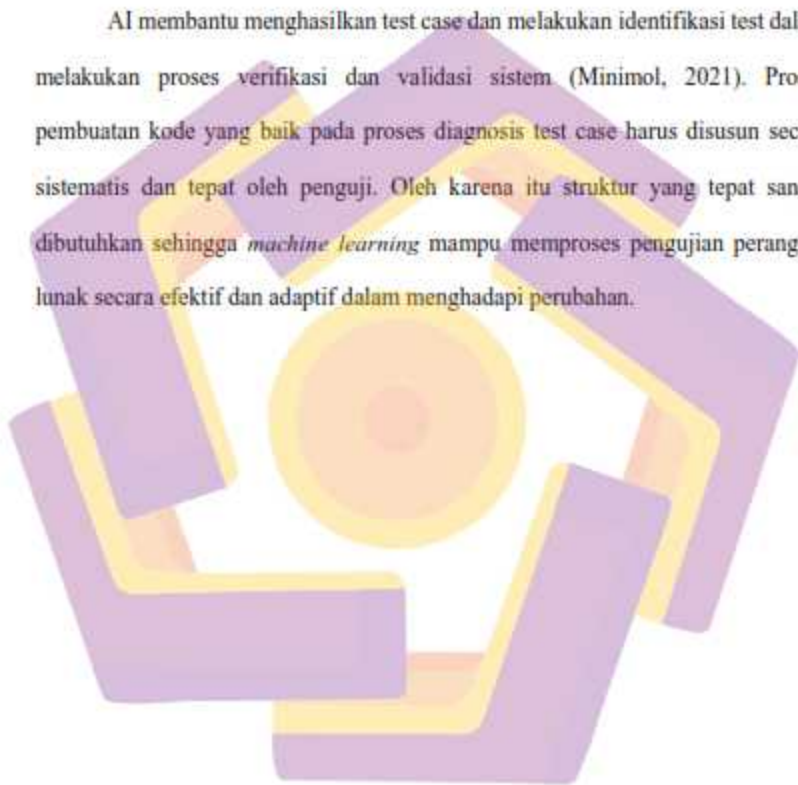 AI membantu menghasilkan test case dan melakukan identifikasi test dal
melakukan proses verifikasi dan validasi sistem (Minimol, 2021). Pro
pembuatan kode yang baik pada proses diagnosis test case harus disusun sec
sistematis dan tepat oleh penguji. Oleh karena itu struktur yang tepat san
dibutuhkan sehingga machine learning mampu memproses pengujian perang
lunak secara efektif dan adaptif dalam menghadapi perubahan.